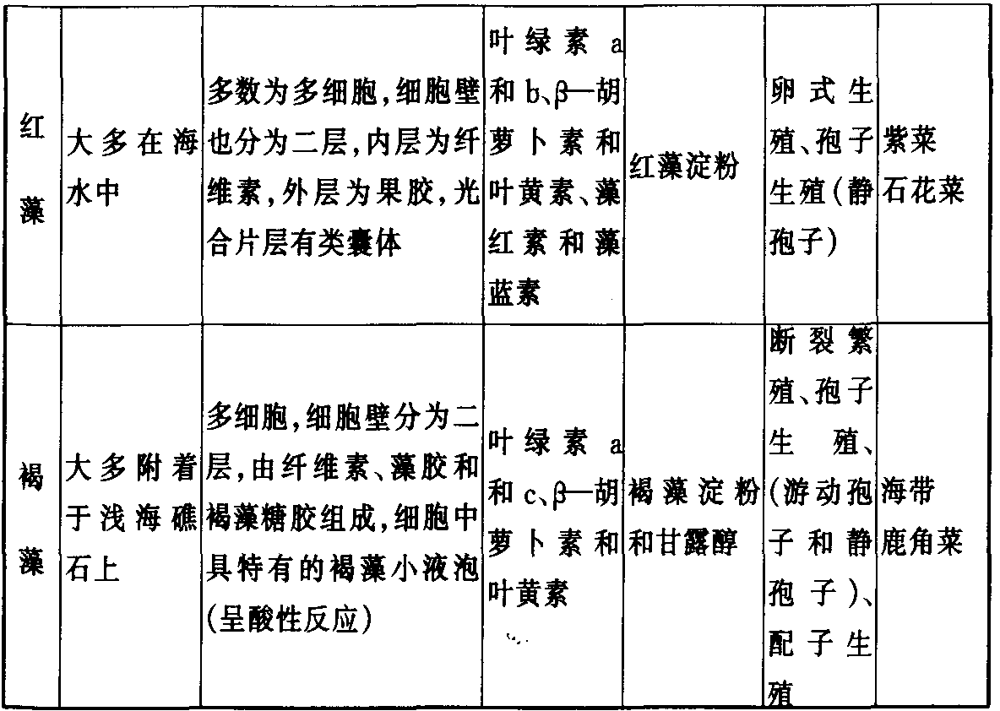 红
藻
大多在海
水中
多数为多细胞,细胞壁
也分为二层,内层为纤
维素,外层为果胶,光
合片层有类囊体
叶绿素 a
和 b、β—胡
萝卜素和
叶黄素、藻
红素和藻
蓝素
红藻淀粉
卵式生
殖、孢子
生殖(静
孢子)
紫菜
石花菜
褐
藻
大多附着
于浅海礁
石上
多细胞,细胞壁分为二
层,由纤维素、藻胶和
褐藻糖胶组成,细胞中
具特有的褐藻小液泡
(呈酸性反应)
叶绿素 a
和 c、β—胡
萝卜素和
叶黄素
褐藻淀粉
和甘露醇
断裂繁
殖、孢子
生殖、
(游动孢
子和静
孢子)、
配子生
殖
海带
鹿角菜